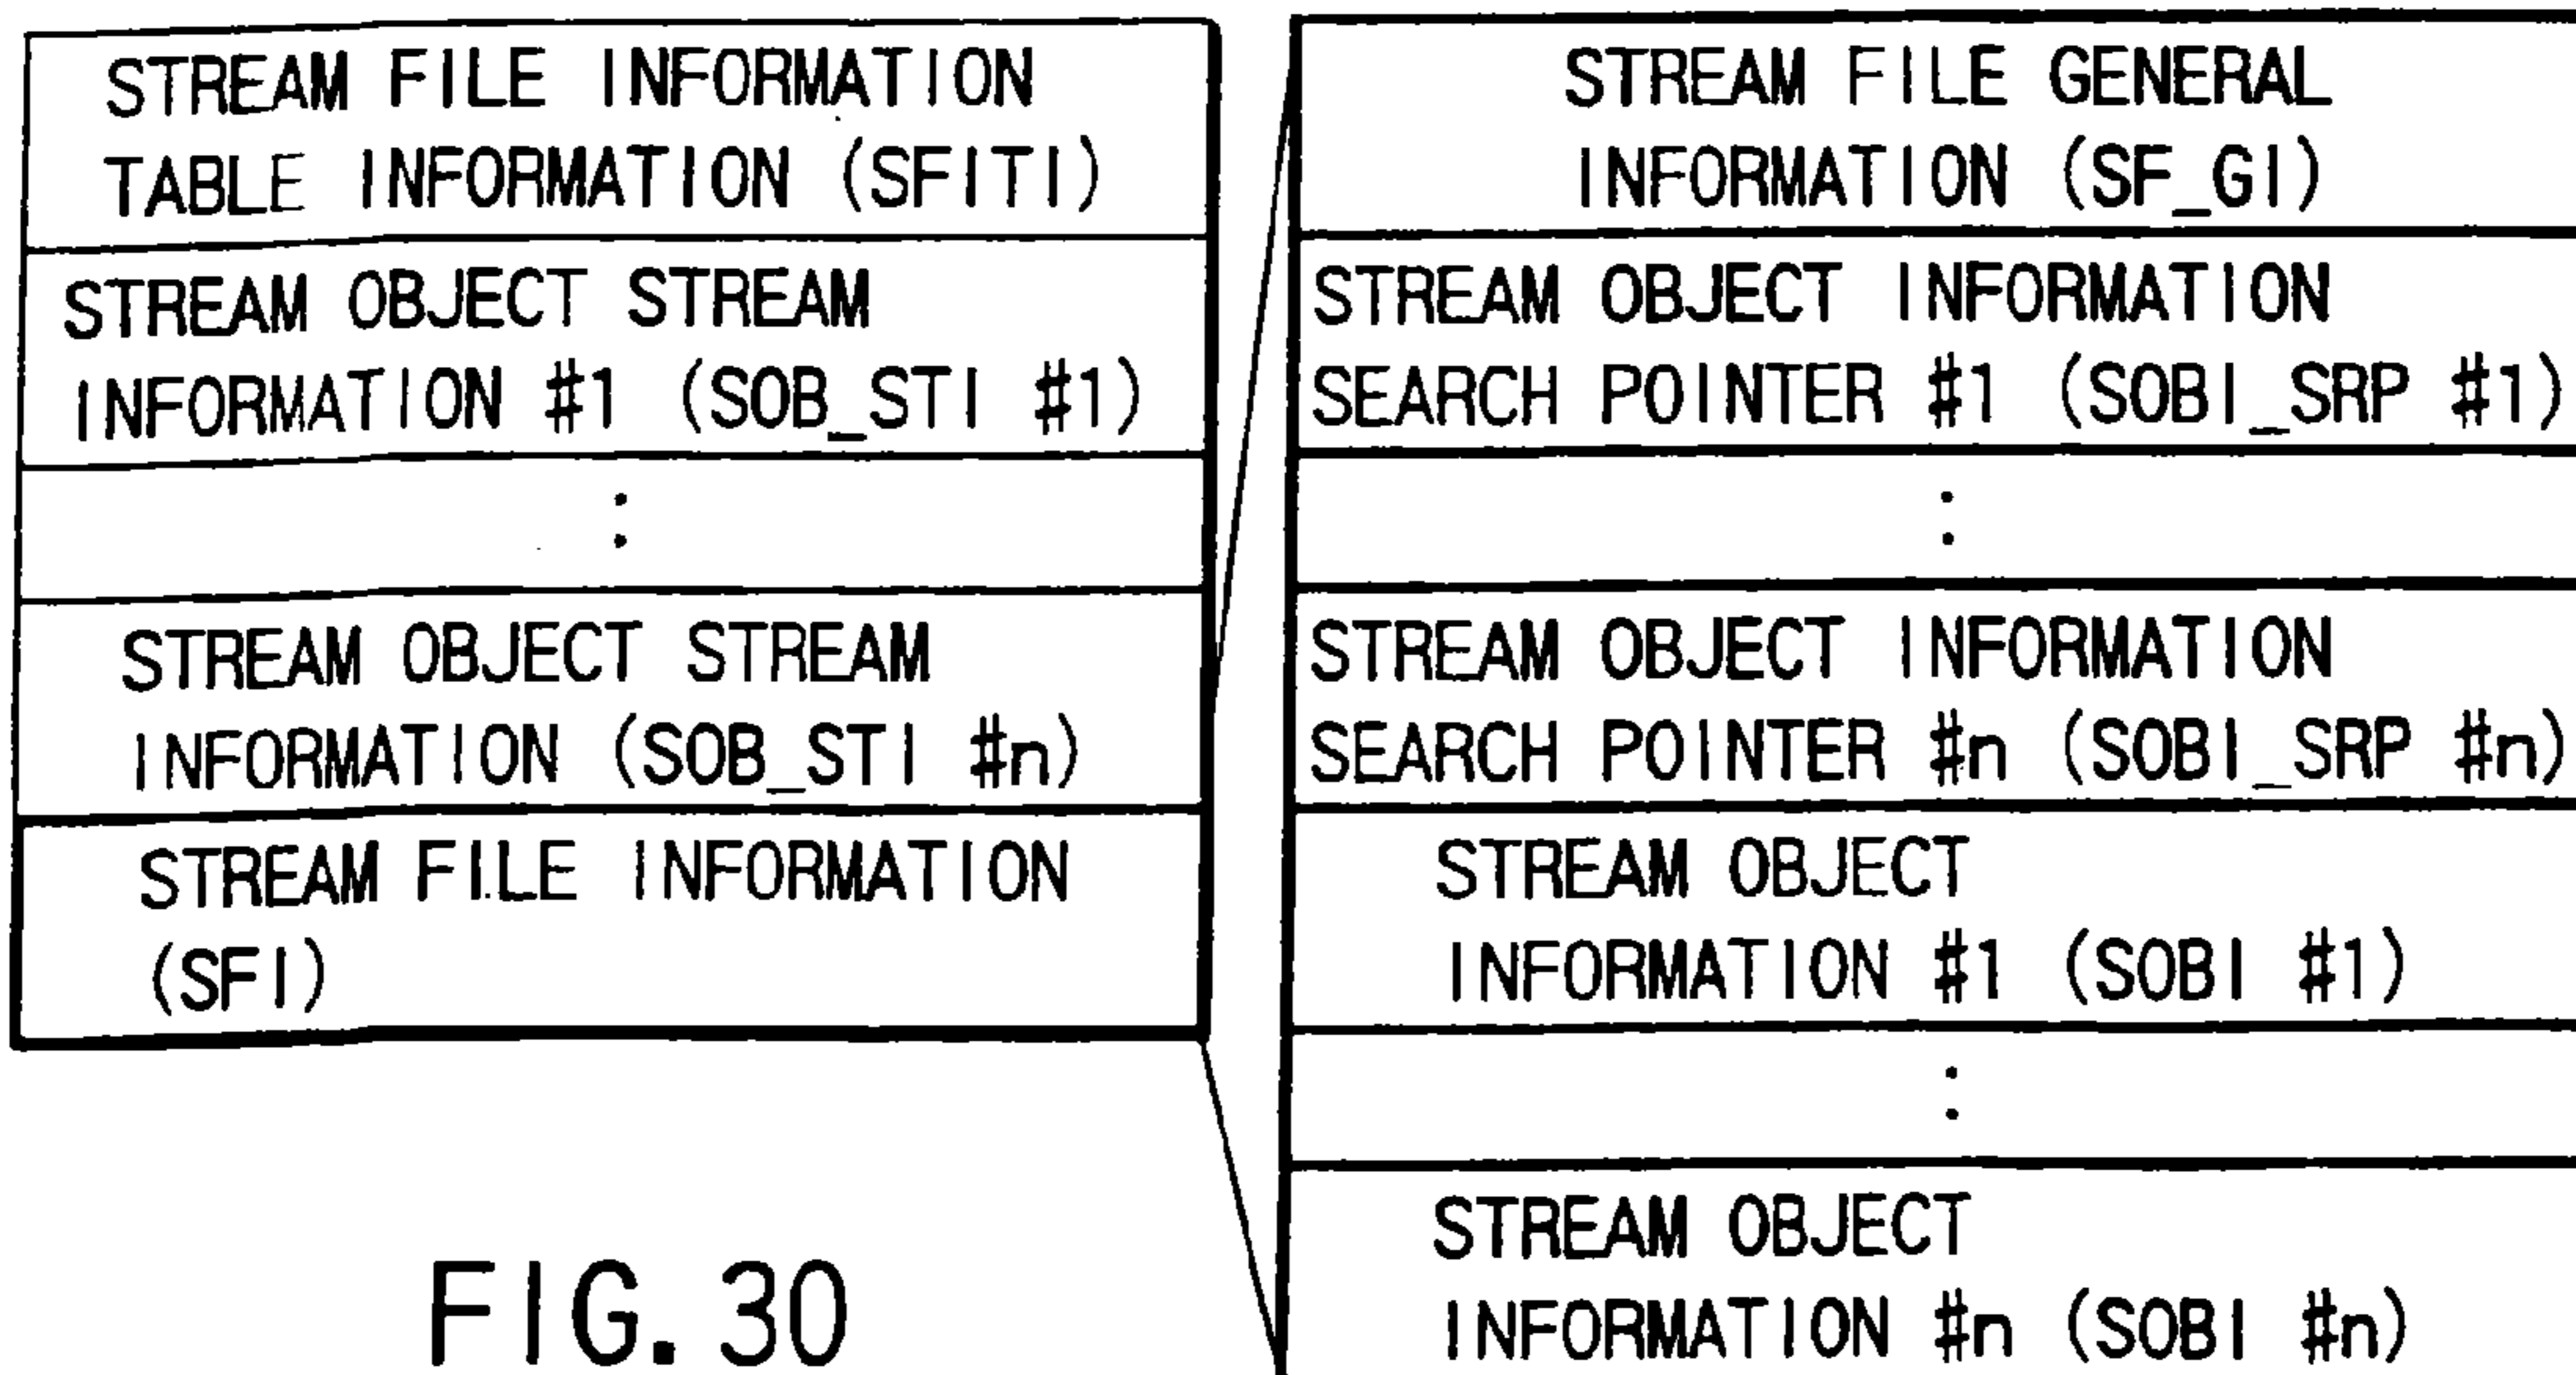 STREAM FILE INFORMATION
TABLE INFORMATION (SFITI)
STREAM OBJECT STREAM
INFORMATION #1 (SOB_STI #1)
:
STREAM OBJECT STREAM
INFORMATION (SOB_STI #n)
STREAM FILE INFORMATION
(SFI)
STREAM FILE GENERAL
INFORMATION (SF_GI)
STREAM OBJECT INFORMATION
SEARCH POINTER #1 (SOBI_SRP #1)
:
STREAM OBJECT INFORMATION
SEARCH POINTER #n (SOBI_SRP #n)
STREAM OBJECT
INFORMATION #1 (SOBI #1)
:
STREAM OBJECT
INFORMATION #n (SOBI #n)
FIG. 30